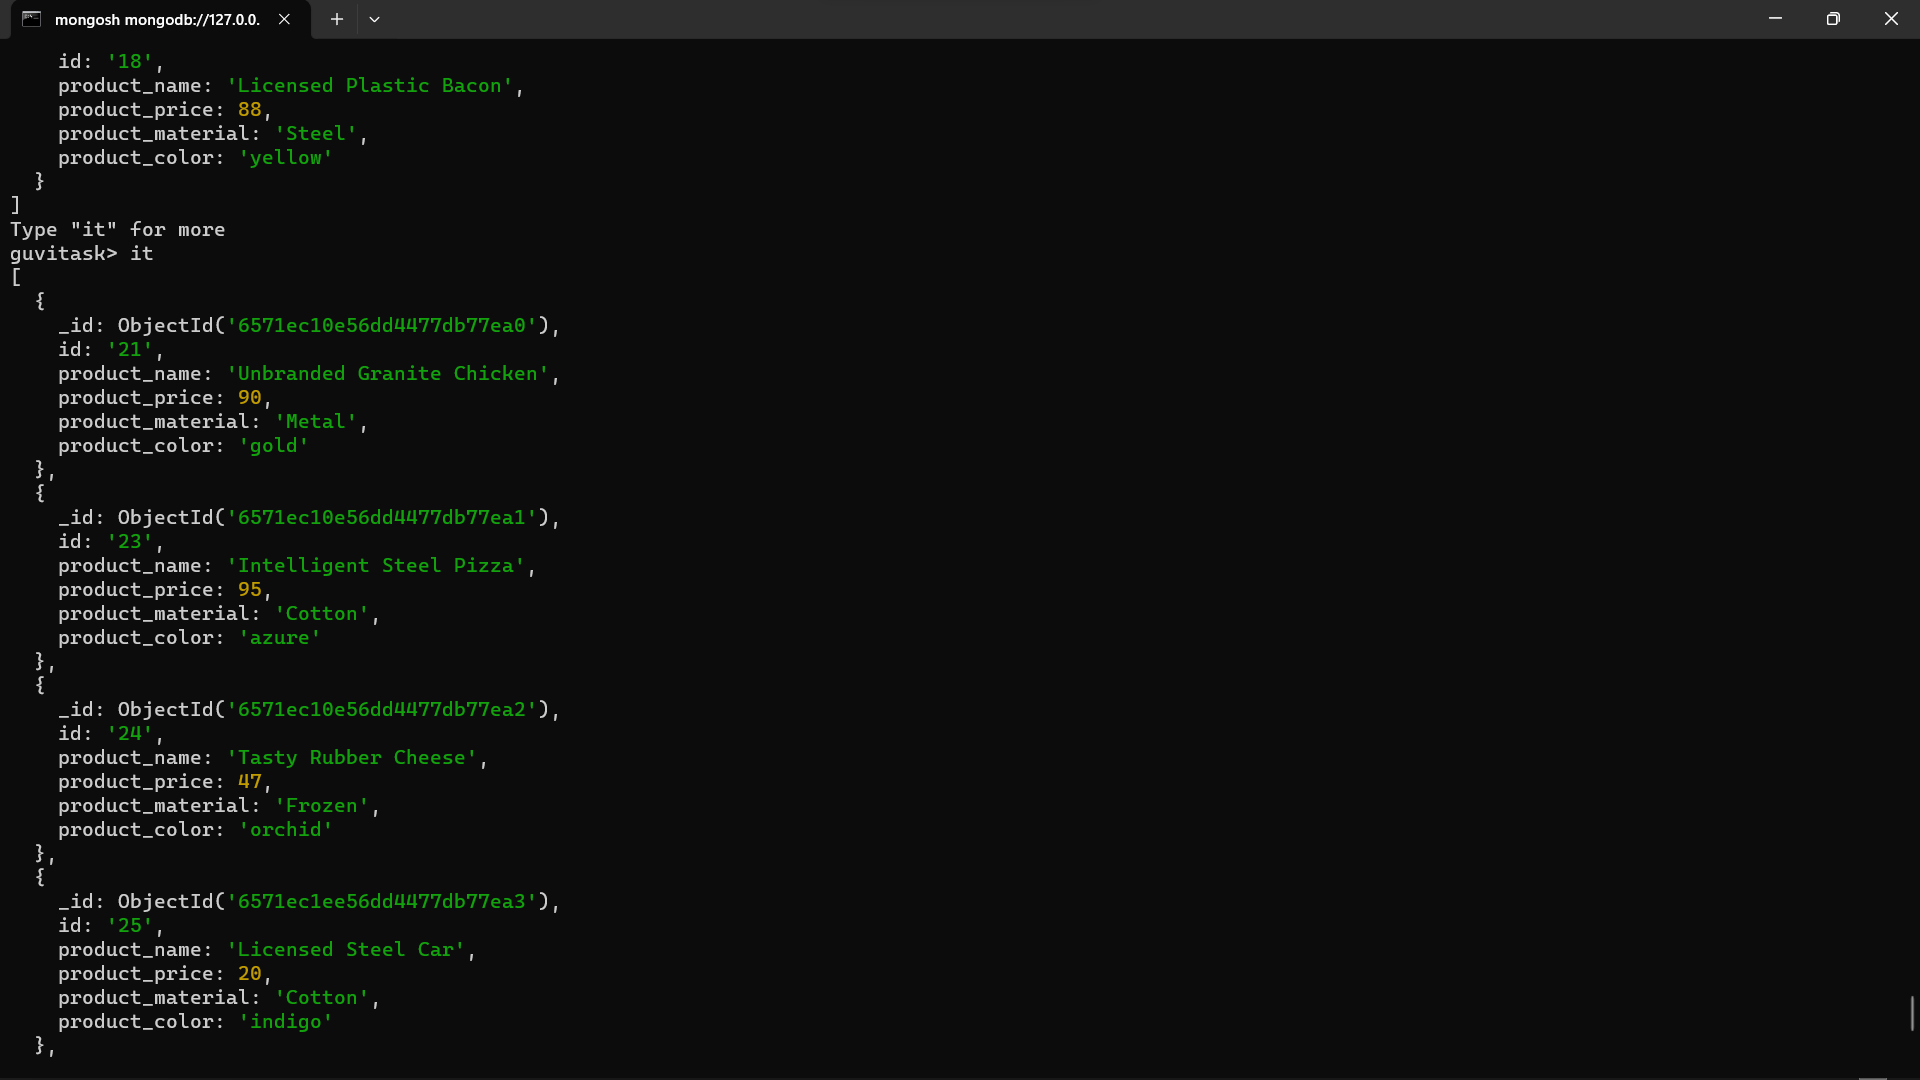 mongosh mongodb://127.0.0.
id: '18',
product_name: 'Licensed Plastic Bacon',
product_price: 88,
product_material: 'Steel',
product_color: 'yellow'
}
]
Type "it" for more
guvitask> it
[
{
_id: ObjectId('6571ec10e56dd4477db77ea0'),
id: '21',
product_name: 'Unbranded Granite Chicken',
product_price: 90,
product_material: 'Metal',
product_color: 'gold'
},
{
_id: ObjectId('6571ec10e56dd4477db77ea1'),
id: '23',
product_name: 'Intelligent Steel Pizza',
product_price: 95,
product_material: 'Cotton',
product_color: 'azure'
},
{
_id: ObjectId('6571ec10e56dd4477db77ea2'),
id: '24',
product_name: 'Tasty Rubber Cheese',
product_price: 47,
product_material: 'Frozen',
product_color: 'orchid'
},
{
_id: ObjectId('6571ec1ee56dd4477db77ea3'),
id: '25',
product_name: 'Licensed Steel Car',
product_price: 20,
product_material: 'Cotton',
product_color: 'indigo'
},